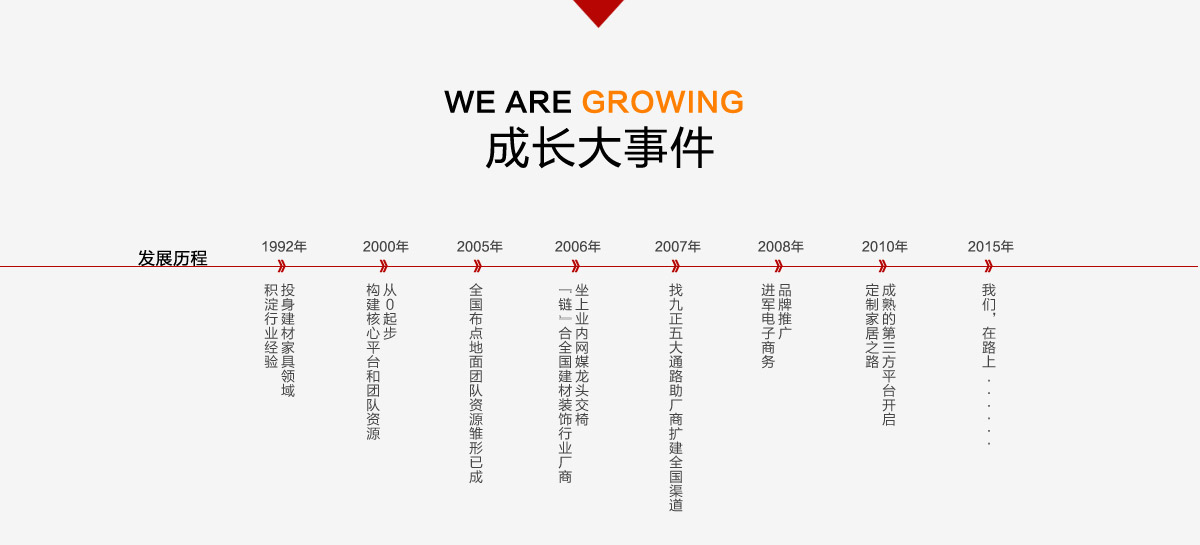 WE ARE GROWING
成长大事件
发展历程
1992年
投身建材家具领域
积淀行业经验
2000年
从0起步
构建核心平台和团队资源
2005年
全国布点地面团队资源雏形已成
2006年
坐上业内网媒龙头交椅
『链』合全国建材装饰行业厂商
2007年
找九正五大通路助厂商扩建全国渠道
2008年
品牌推广
进军电子商务
2010年
成熟的第三方平台开启
定制家居之路
2015年
我们，在路上......